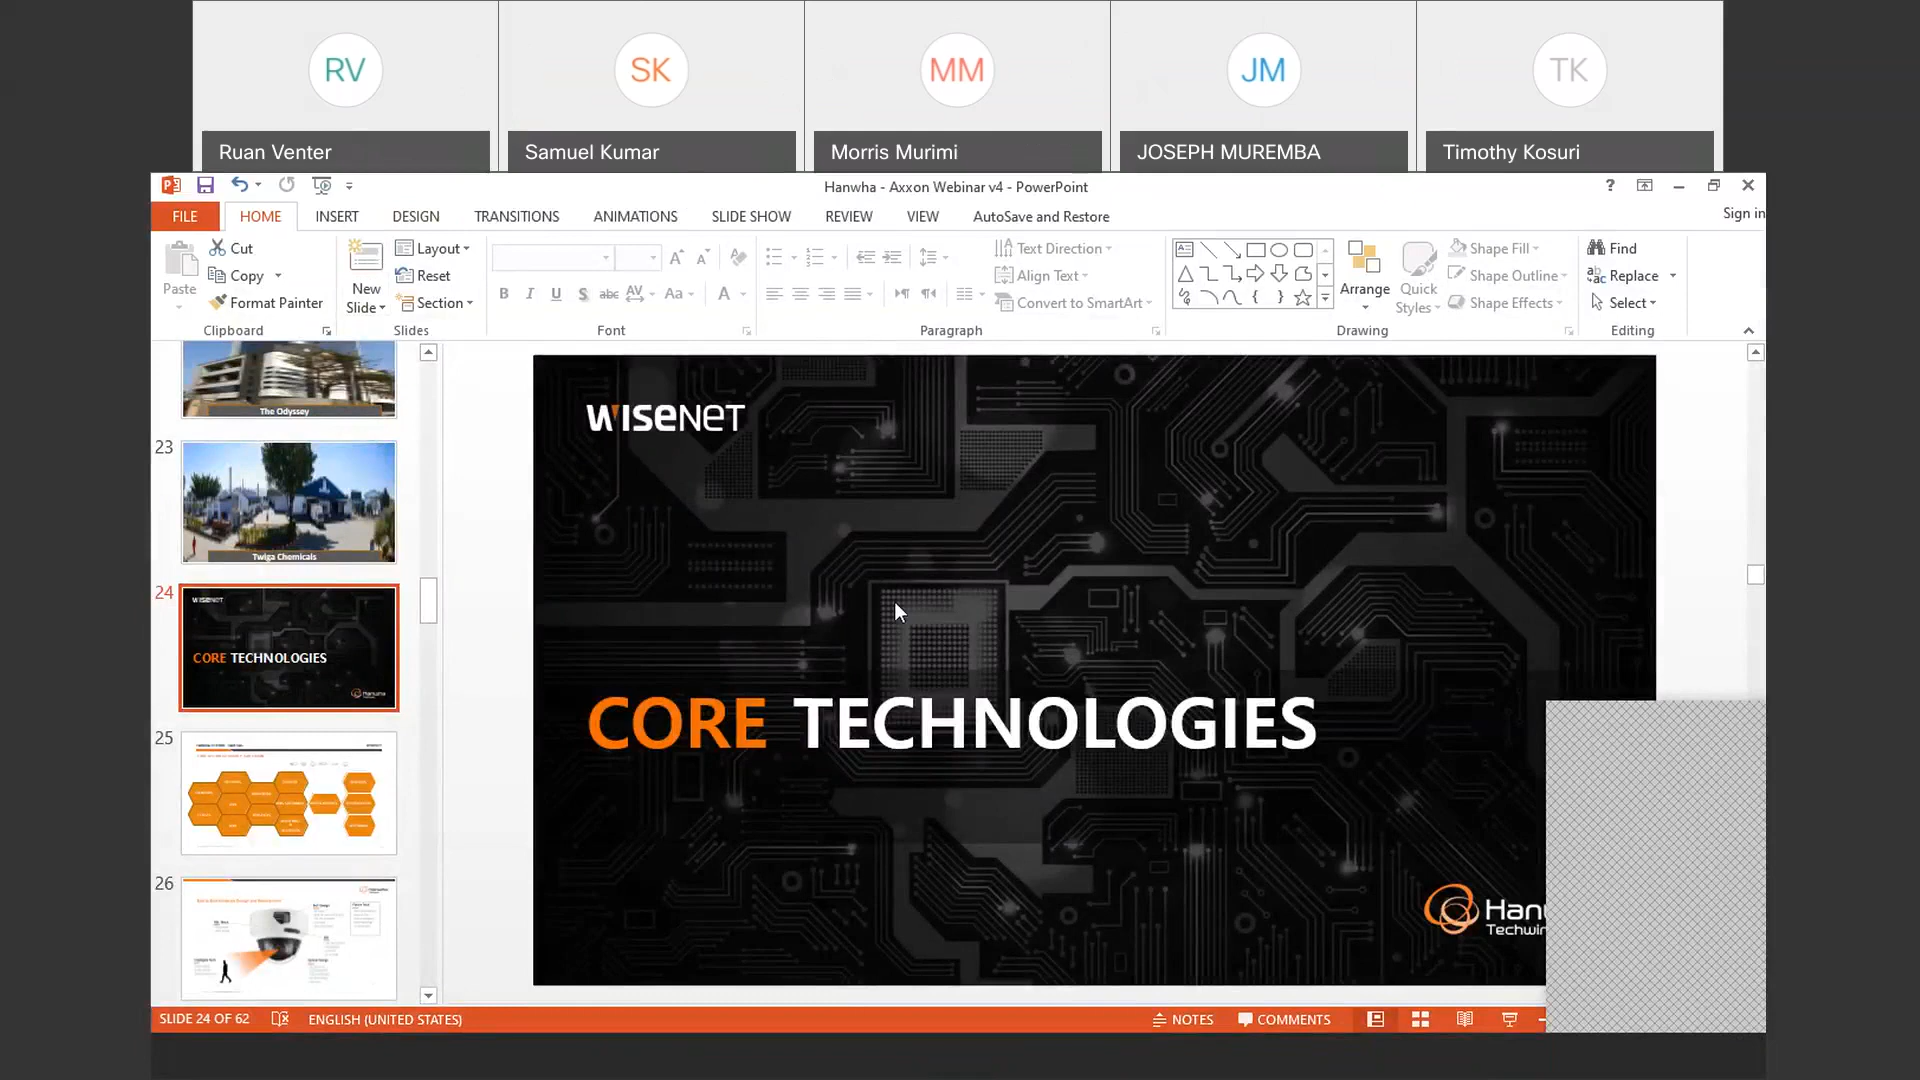 RV
SK
MM
JM
TK
Ruan Venter
Samuel Kumar
Morris Murimi
JOSEPH MUREMBA
Timothy Kosuri
Hanwha - Axxon Webinar v4 - PowerPoint
FILE
HOME
INSERT
DESIGN
TRANSITIONS
ANIMATIONS
SLIDE SHOW
REVIEW
VIEW
AutoSave and Restore
Sign in
Paste
Cut
Copy
Format Painter
Clipboard
New
Slide
Layout
Reset
Section
Slides
Font
Text Direction
Align Text
Convert to SmartArt
Paragraph
Arrange
Quick
Styles
Shape Fill
Shape Outline
Shape Effects
Drawing
Find
Replace
Select
Editing
The Odyssey
23
Twiga Chemicals
24
WISENET
CORE TECHNOLOGIES
25
26
WISENET
CORE TECHNOLOGIES
SLIDE 24 OF 62
ENGLISH (UNITED STATES)
NOTES
COMMENTS